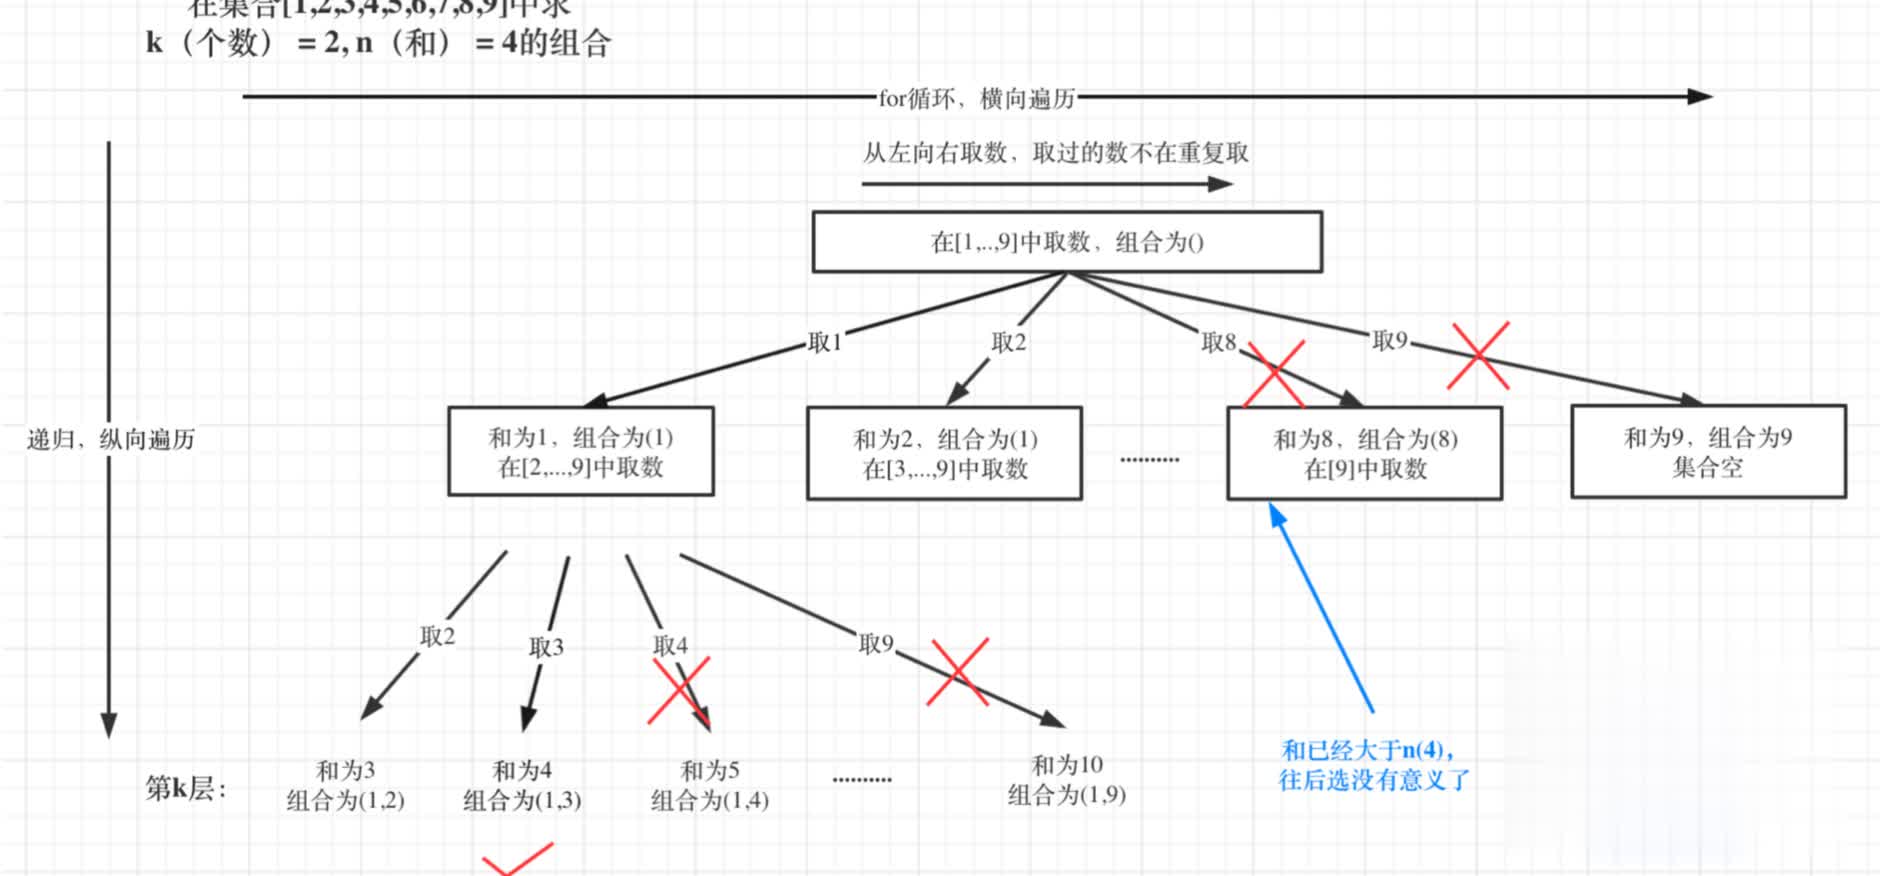 在集合[1,2,3,4,5,6,7,8,9]中求
k（个数）=2, n（和）=4的组合
for循环，横向遍历
从左向右取数，取过的数不在重复取
在[1,..,9]中取数，组合为()
取1
取2
取8
取9
递归，纵向遍历
和为1，组合为(1)
在[2,...,9]中取数
和为2，组合为(1)
在[3,...,9]中取数
..........
和为8，组合为(8)
在[9]中取数
和为9，组合为9
集合空
取2
取3
取4
取9
第k层：
和为3
组合为(1,2)
和为4
组合为(1,3)
和为5
组合为(1,4)
..........
和为10
组合为(1,9)
和已经大于n(4)，
往后选没有意义了